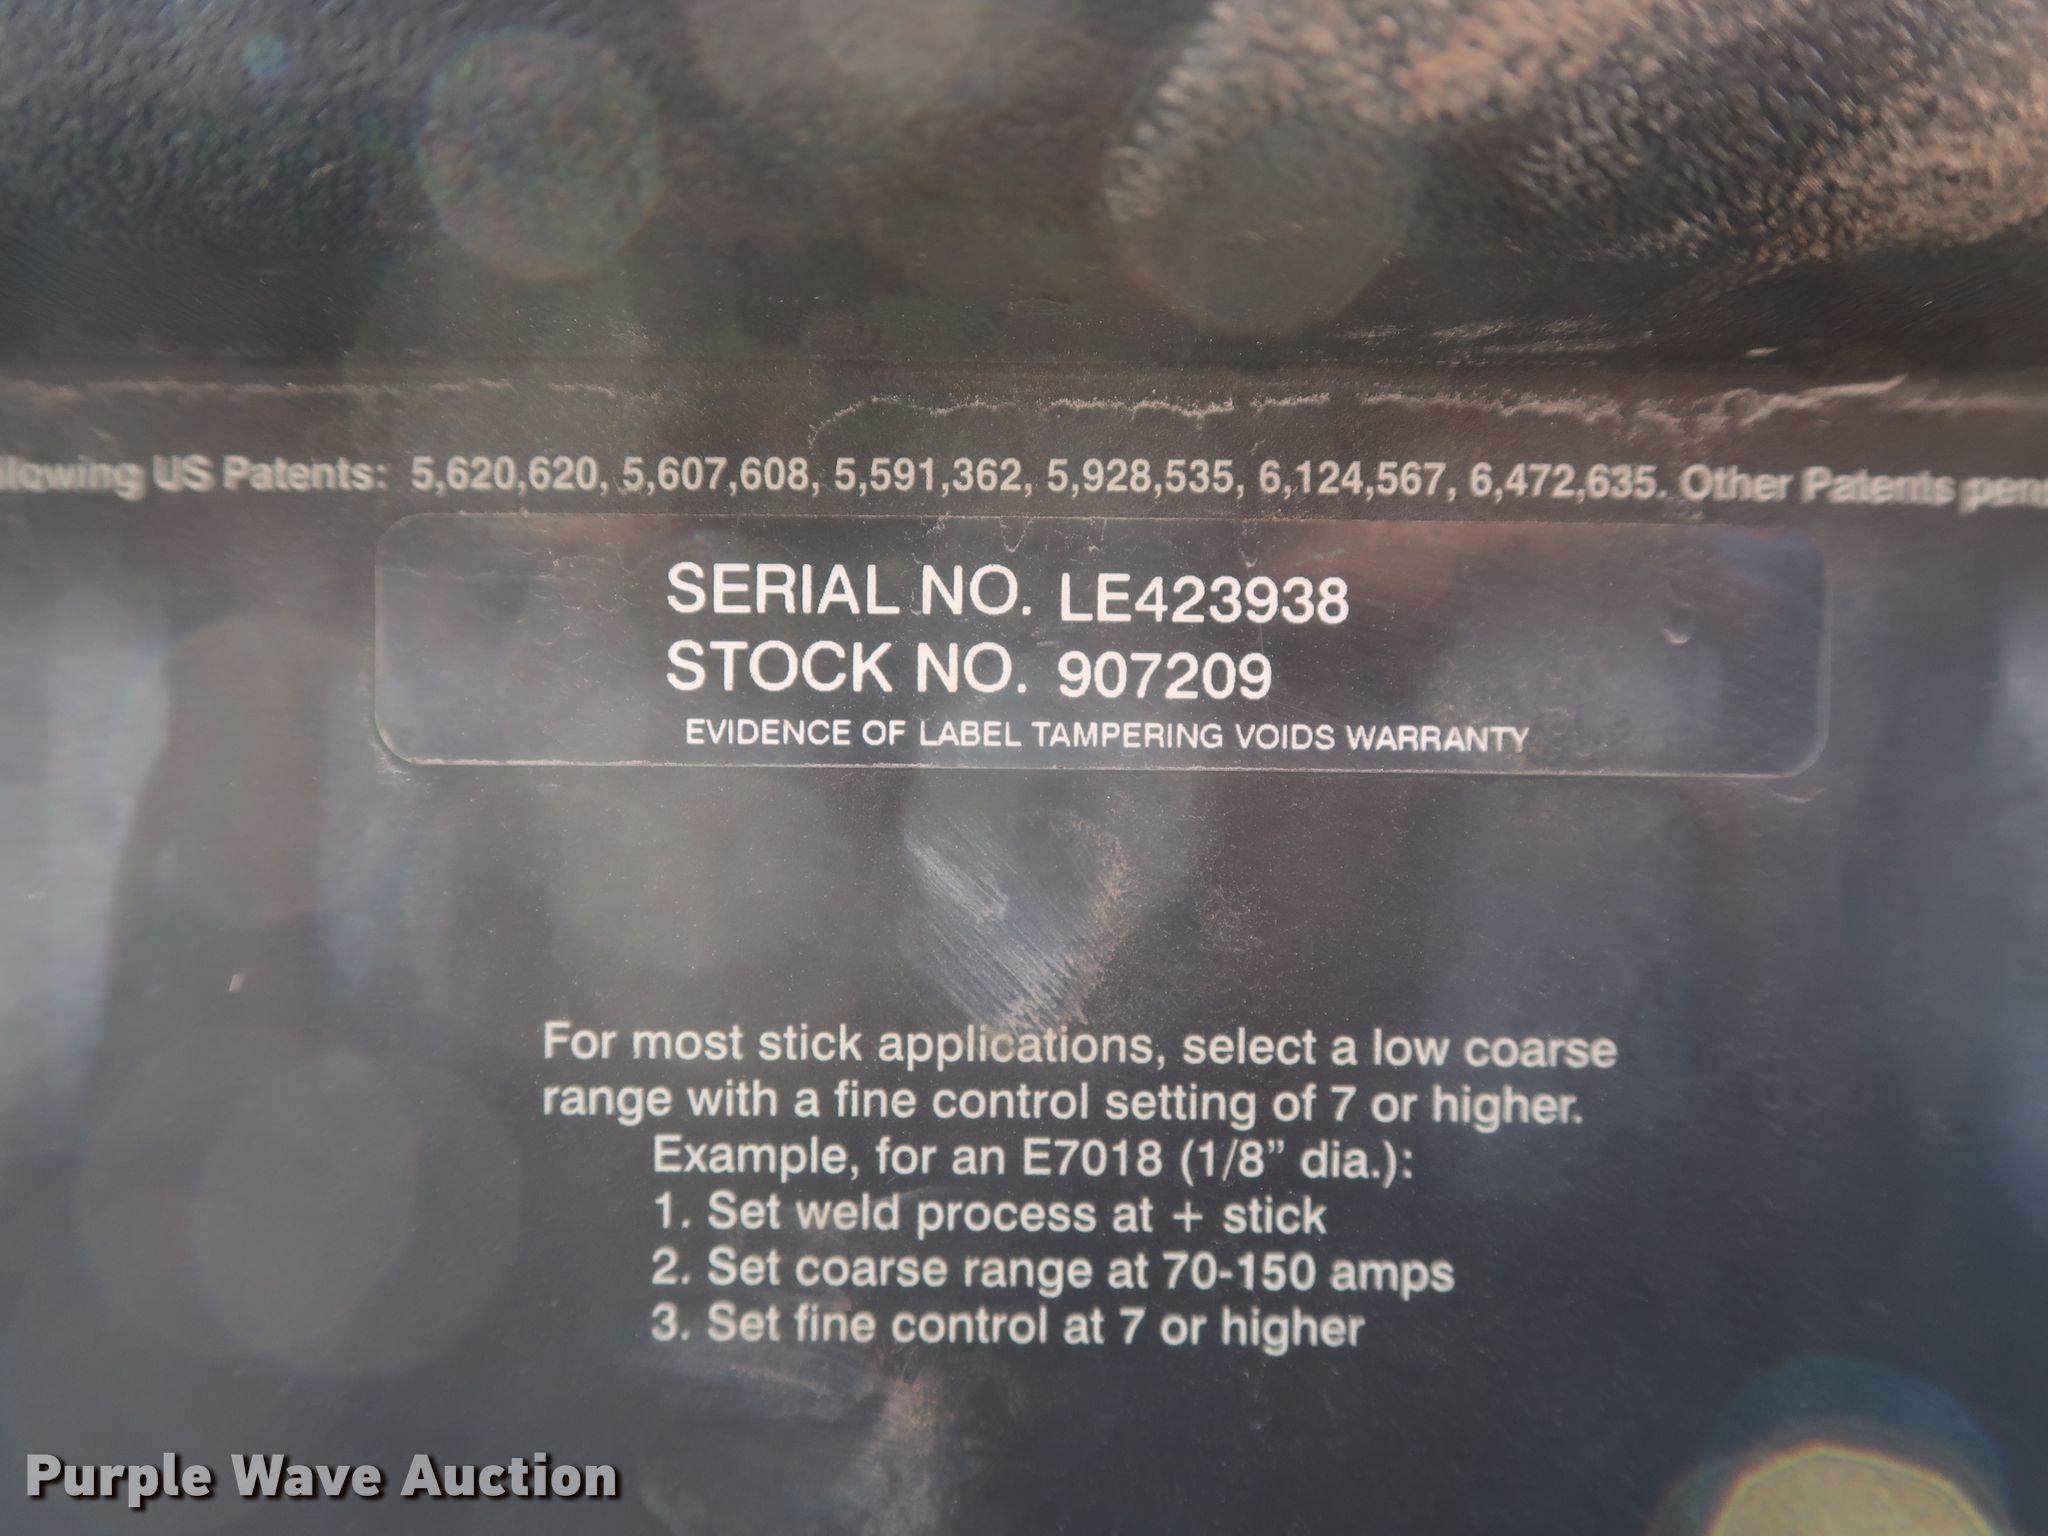 llowing US Patents: 5,620,620, 5,607,608, 5,591,362, 5,928,535, 6,124,567, 6,472,635. Other Patents pen
SERIAL NO. LE423938
STOCK NO. 907209
EVIDENCE OF LABEL TAMPERING VOIDS WARRANTY
For most stick applications, select a low coarse
range with a fine control setting of 7 or higher.
Example, for an E7018 (1/8” dia.):
1. Set weld process at + stick
2. Set coarse range at 70-150 amps
3. Set fine control at 7 or higher
Purple Wave Auction